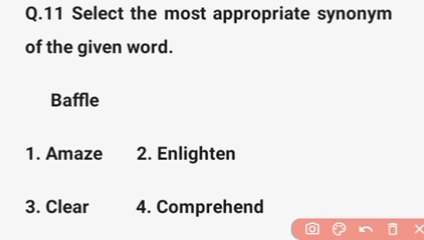 Q.11 Select the most appropriate synonym
of the given word.
Baffle
1. Amaze 2. Enlighten
3. Clear 4. Comprehend